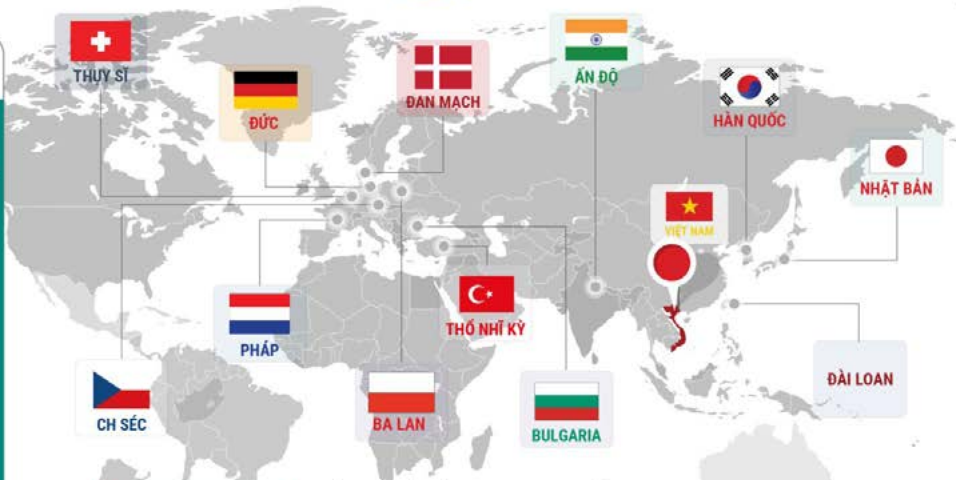 THỤY SĨ
ĐỨC
ĐAN MẠCH
ẤN ĐỘ
HÀN QUỐC
NHẬT BẢN
VIỆT NAM
PHÁP
THỔ NHĨ KỲ
ĐÀI LOAN
CH SÉC
BA LAN
BULGARIA